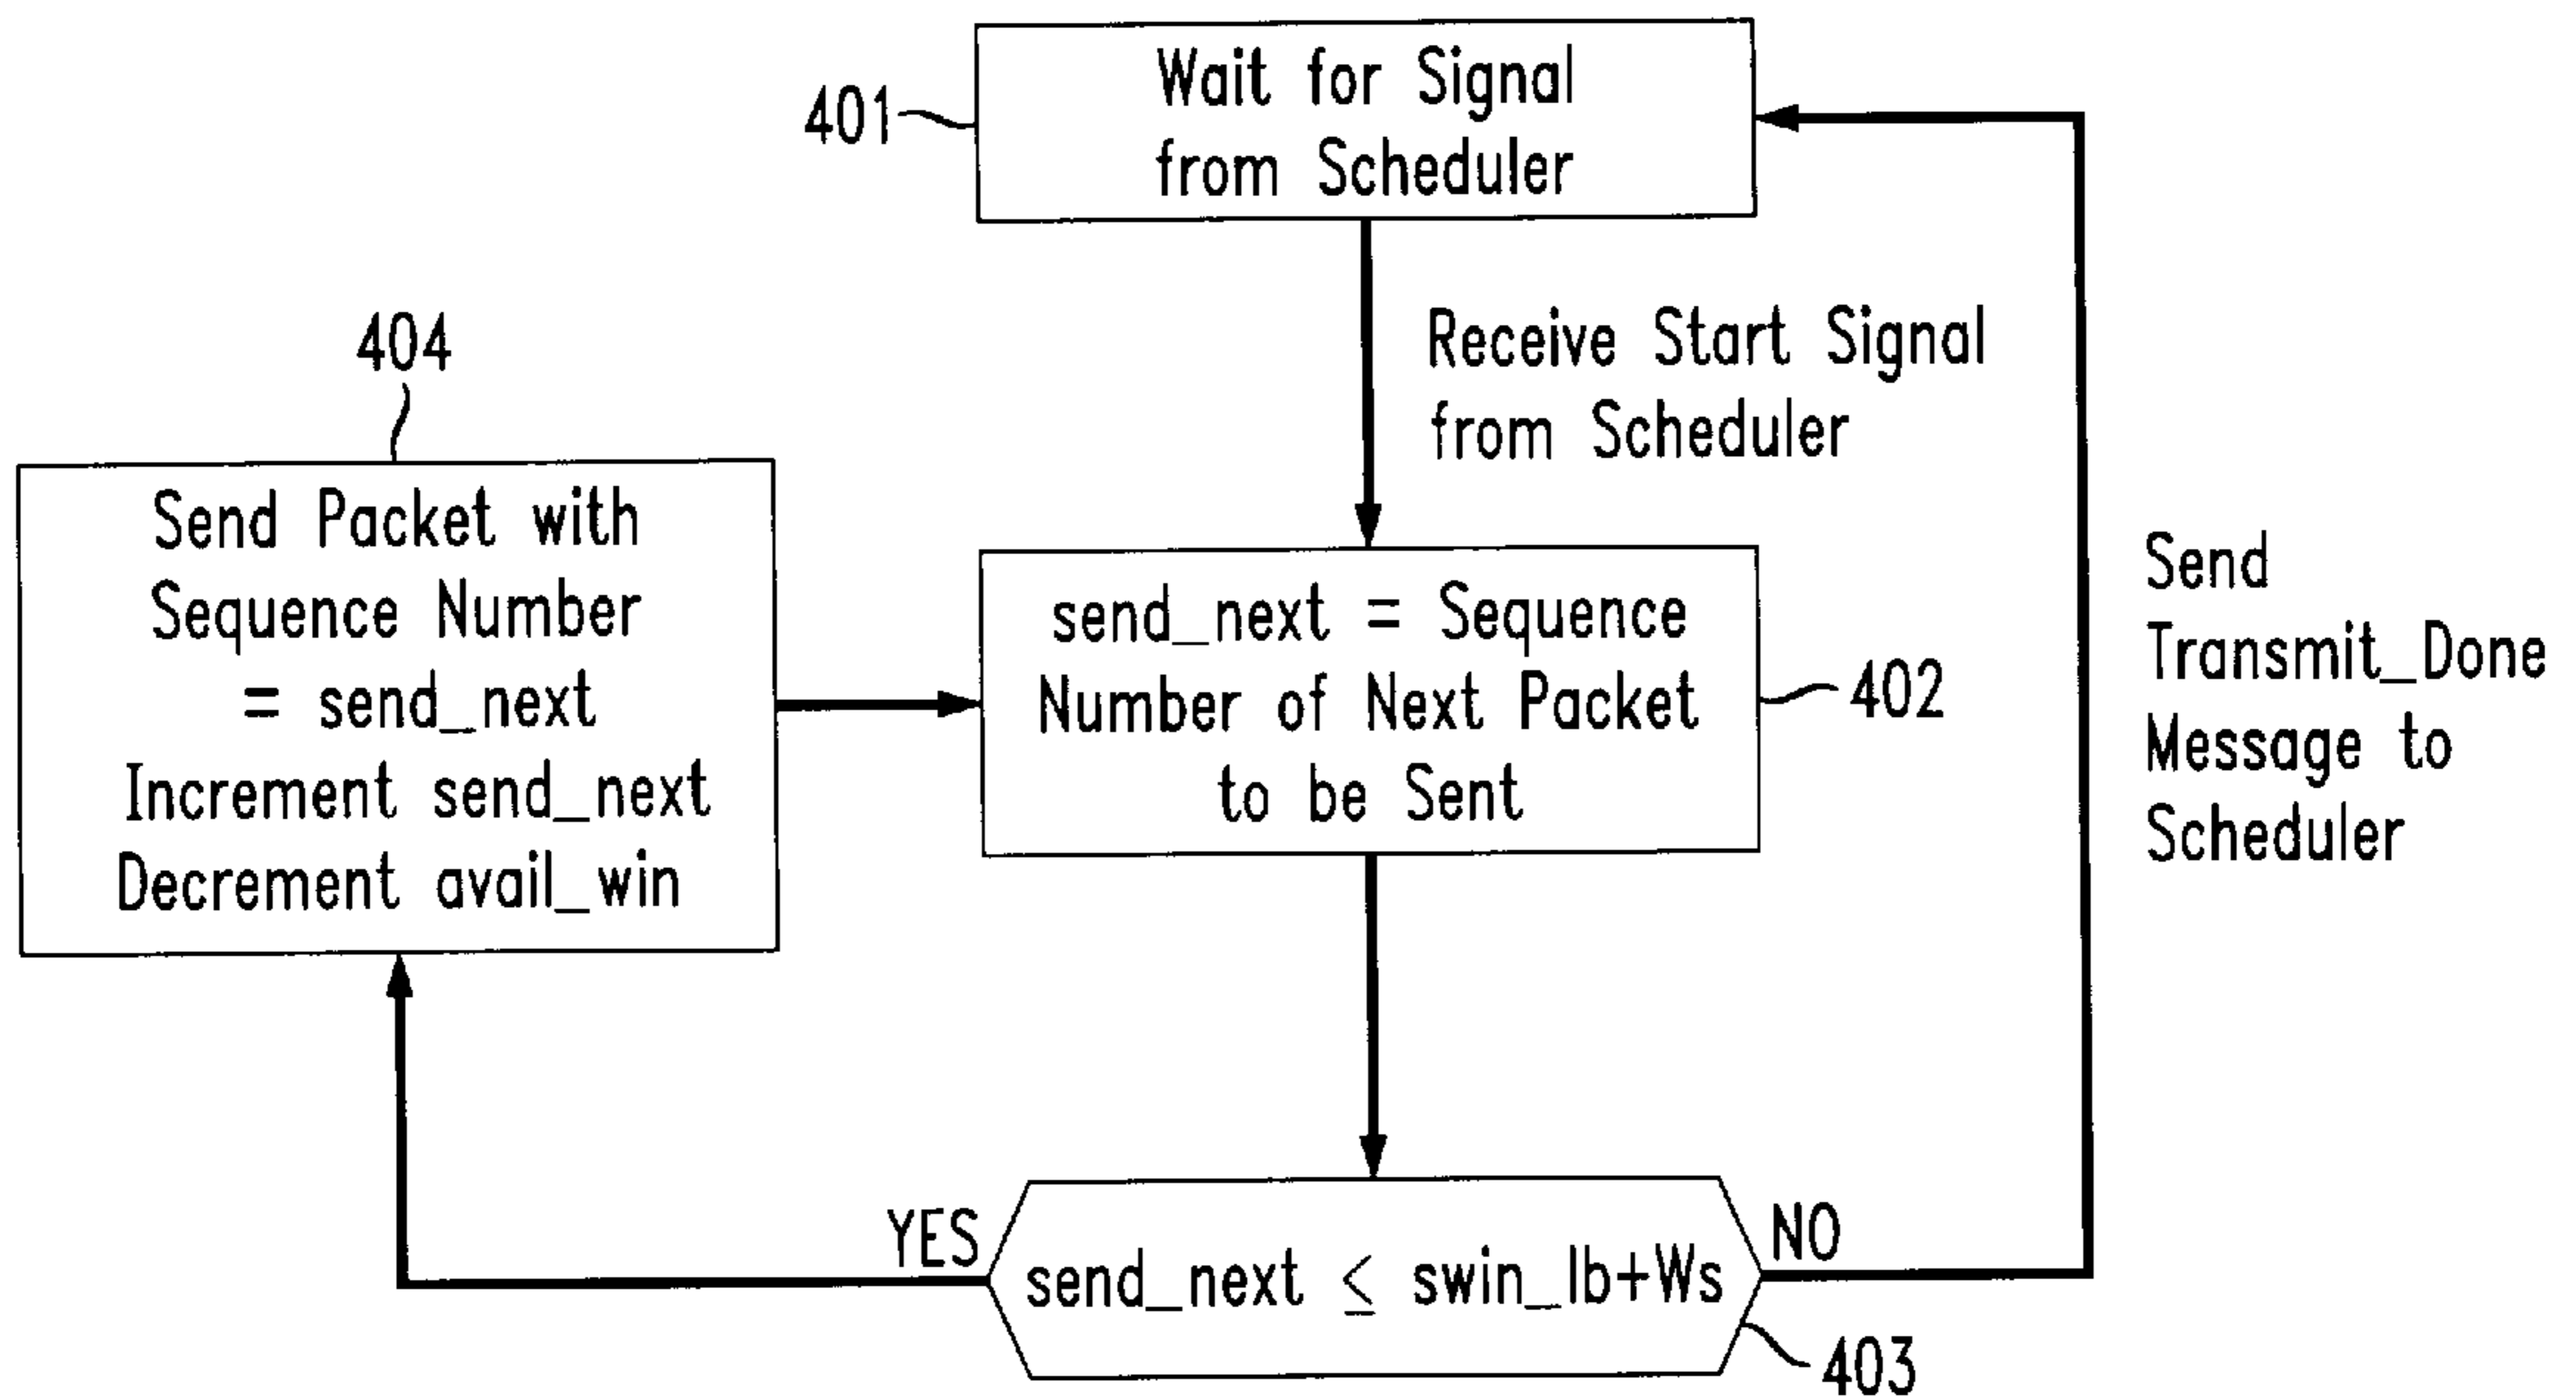 401
Wait for Signal
from Scheduler
Receive Start Signal
from Scheduler
404
Send Packet with
Sequence Number
= send_next
Increment send_next
Decrement avail_win
send_next = Sequence
Number of Next Packet
to be Sent
402
Send
Transmit_Done
Message to
Scheduler
YES
send_next ≤ swin_lb+Ws
NO
403